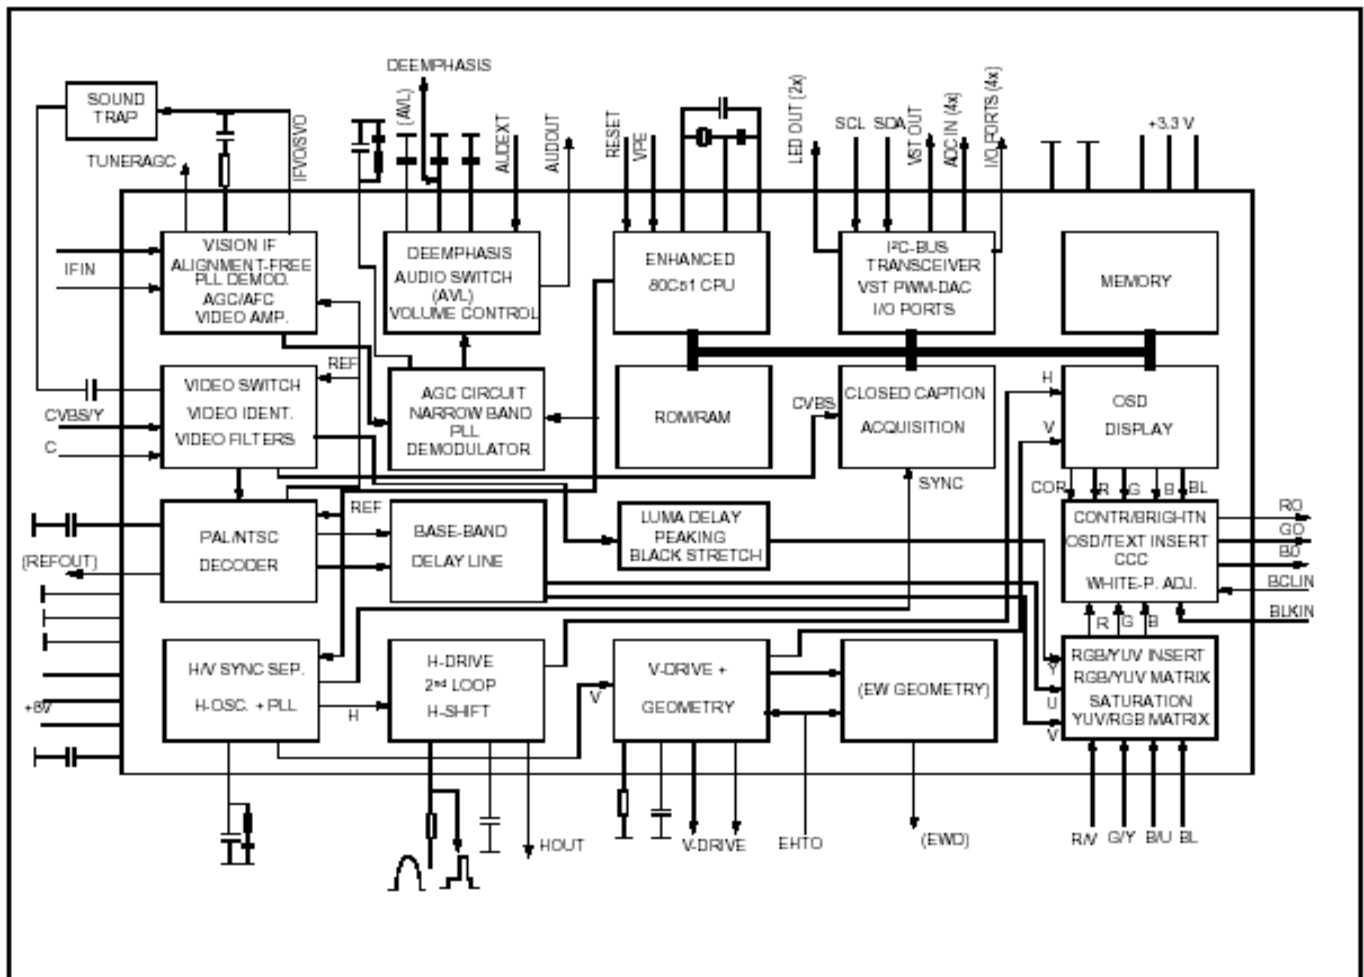 DEEMPHASIS
SOUND
TRAP
TUNERAGC
IFVO/SVO
(AVL)
AUDEXT
AUDOUT
RESET
VPE
LED OUT (2x)
SCL
SDA
VST OUT
ADC IN (4x)
I/O PORTS (4x)
+3.3 V
IFIN
VISION IF
ALIGNMENT-FREE
PLL DEMOD.
AGC/AFC
VIDEO AMP.
DEEMPHASIS
AUDIO SWITCH
(AVL)
VOLUME CONTROL
ENHANCED
80C51 CPU
I²C-BUS
TRANSCEIVER
VST PWM-DAC
I/O PORTS
MEMORY
REF
CVBS/Y
C
VIDEO SWITCH
VIDEO IDENT.
VIDEO FILTERS
AGC CIRCUIT
NARROW BAND
PLL
DEMODULATOR
ROM/RAM
CVBS
CLOSED CAPTION
ACQUISITION
SYNC
H
V
OSD
DISPLAY
COR
R
G
B
BL
(REFOUT)
PAL/NTSC
DECODER
REF
BASE-BAND
DELAY LINE
LUMA DELAY
PEAKING
BLACK STRETCH
CONTR/BRIGHTN
OSD/TEXT INSERT
CCC
WHITE-P. ADJ.
RO
GO
BO
BCLIN
BLKIN
R
G
B
+8V
H/V SYNC SEP.
H-OSC. + PLL
H
H-DRIVE
2nd LOOP
H-SHIFT
V
V-DRIVE +
GEOMETRY
(EW GEOMETRY)
Y
U
V
RGB/YUV INSERT
RGB/YUV MATRIX
SATURATION
YUV/RGB MATRIX
HOUT
V-DRIVE
EHTO
(EWD)
R/V
G/Y
B/U
BL